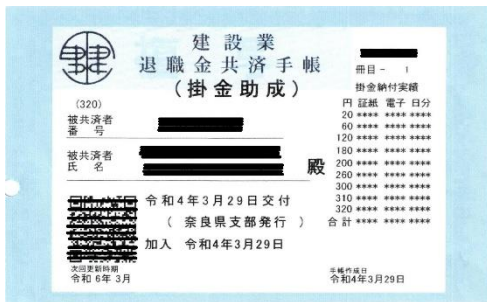 建設業
退職金共済手帳
(掛金助成)
冊目 - 1
掛金納付実績
円 証紙 電子 日分
20 **** **** ****
60 **** **** ****
120 **** **** ****
180 **** **** ****
200 **** **** ****
260 **** **** ****
300 **** **** ****
310 **** **** ****
320 **** **** ****
合計 **** **** ****
(320)
被共済者
番号
被共済者
氏名
殿
令和4年3月29日交付
( 奈良県支部発行 )
加入 令和4年3月29日
次回更新時期
令和 6年 3月
手帳作成日
令和4年3月29日